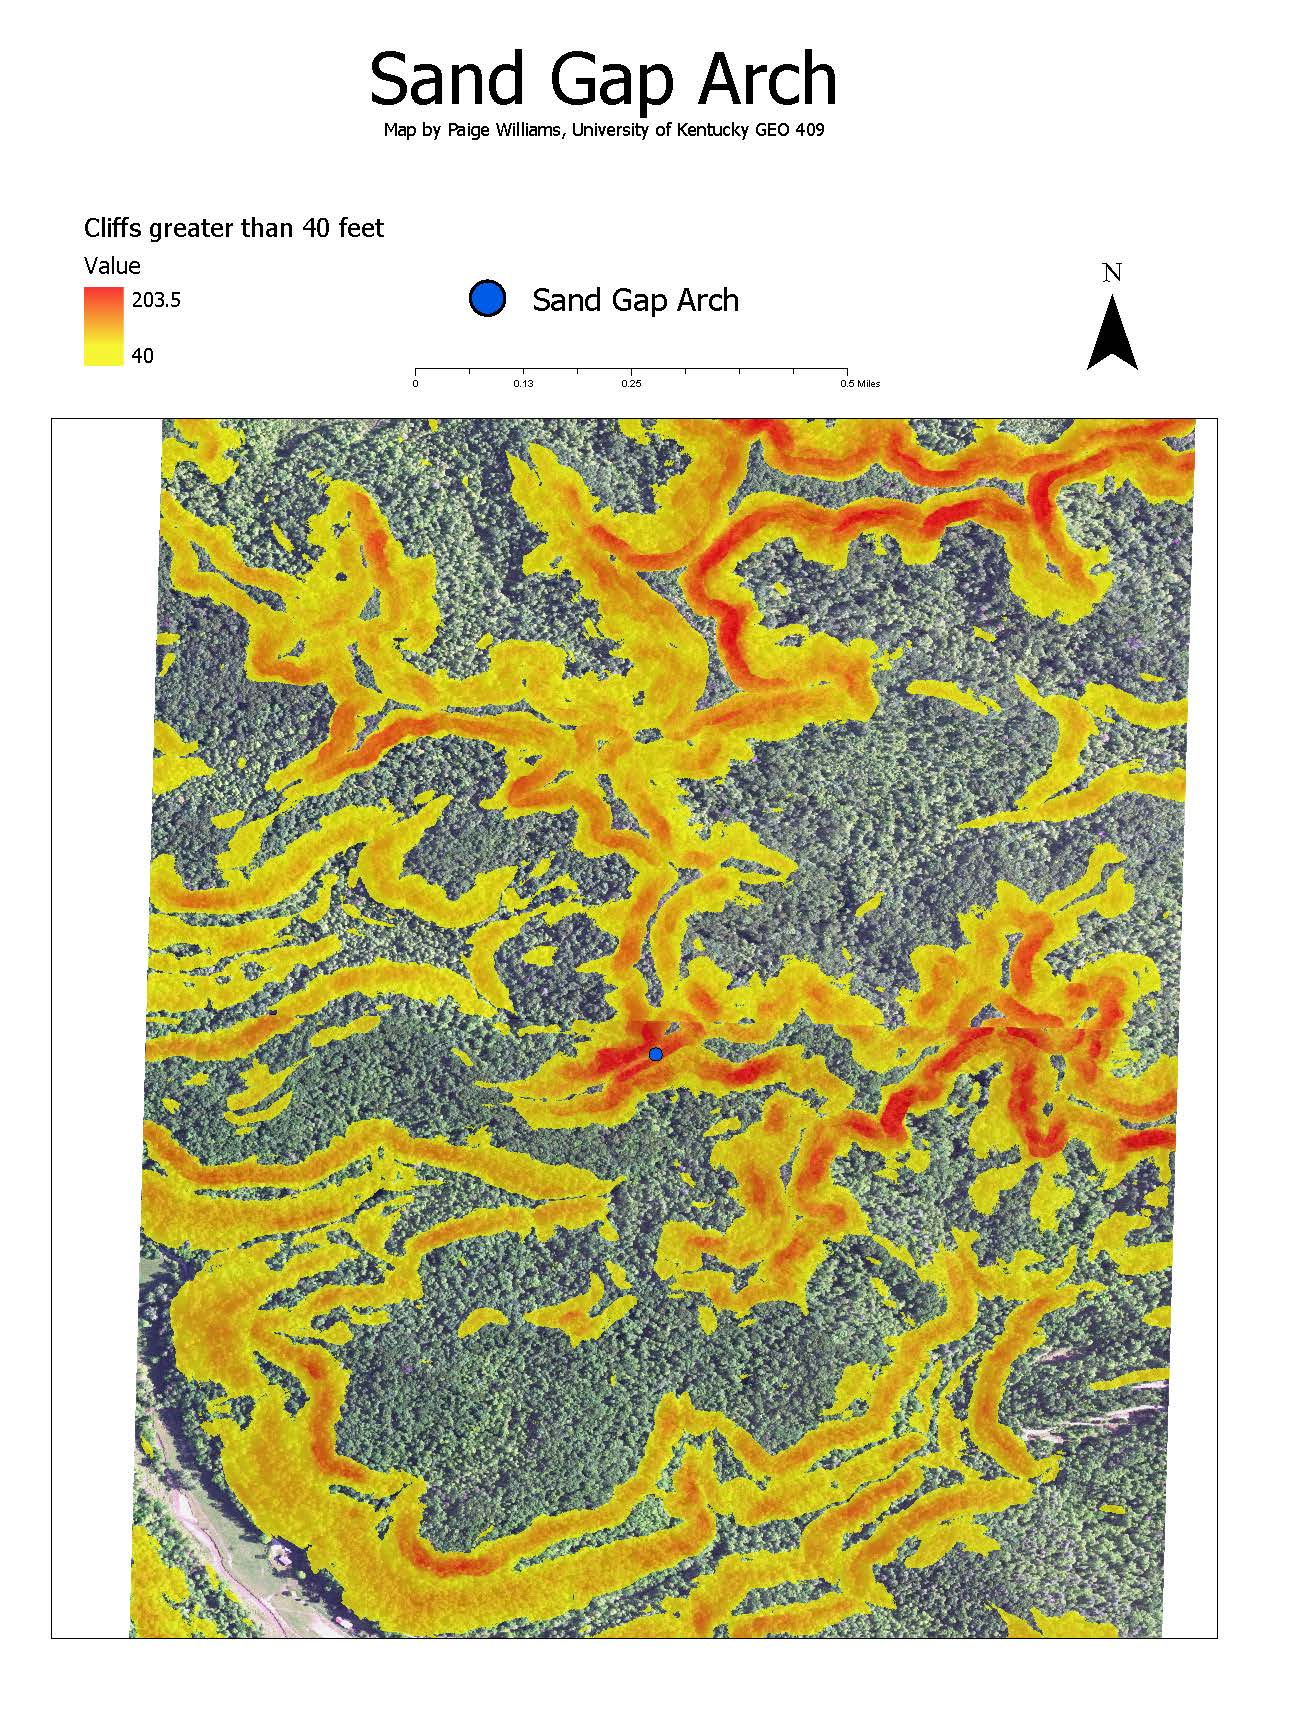 Sand Gap Arch
Map by Paige Williams, University of Kentucky GEO 409
Cliffs greater than 40 feet
Value
203.5
40
Sand Gap Arch
N
0 0.13 0.25 0.5 Miles